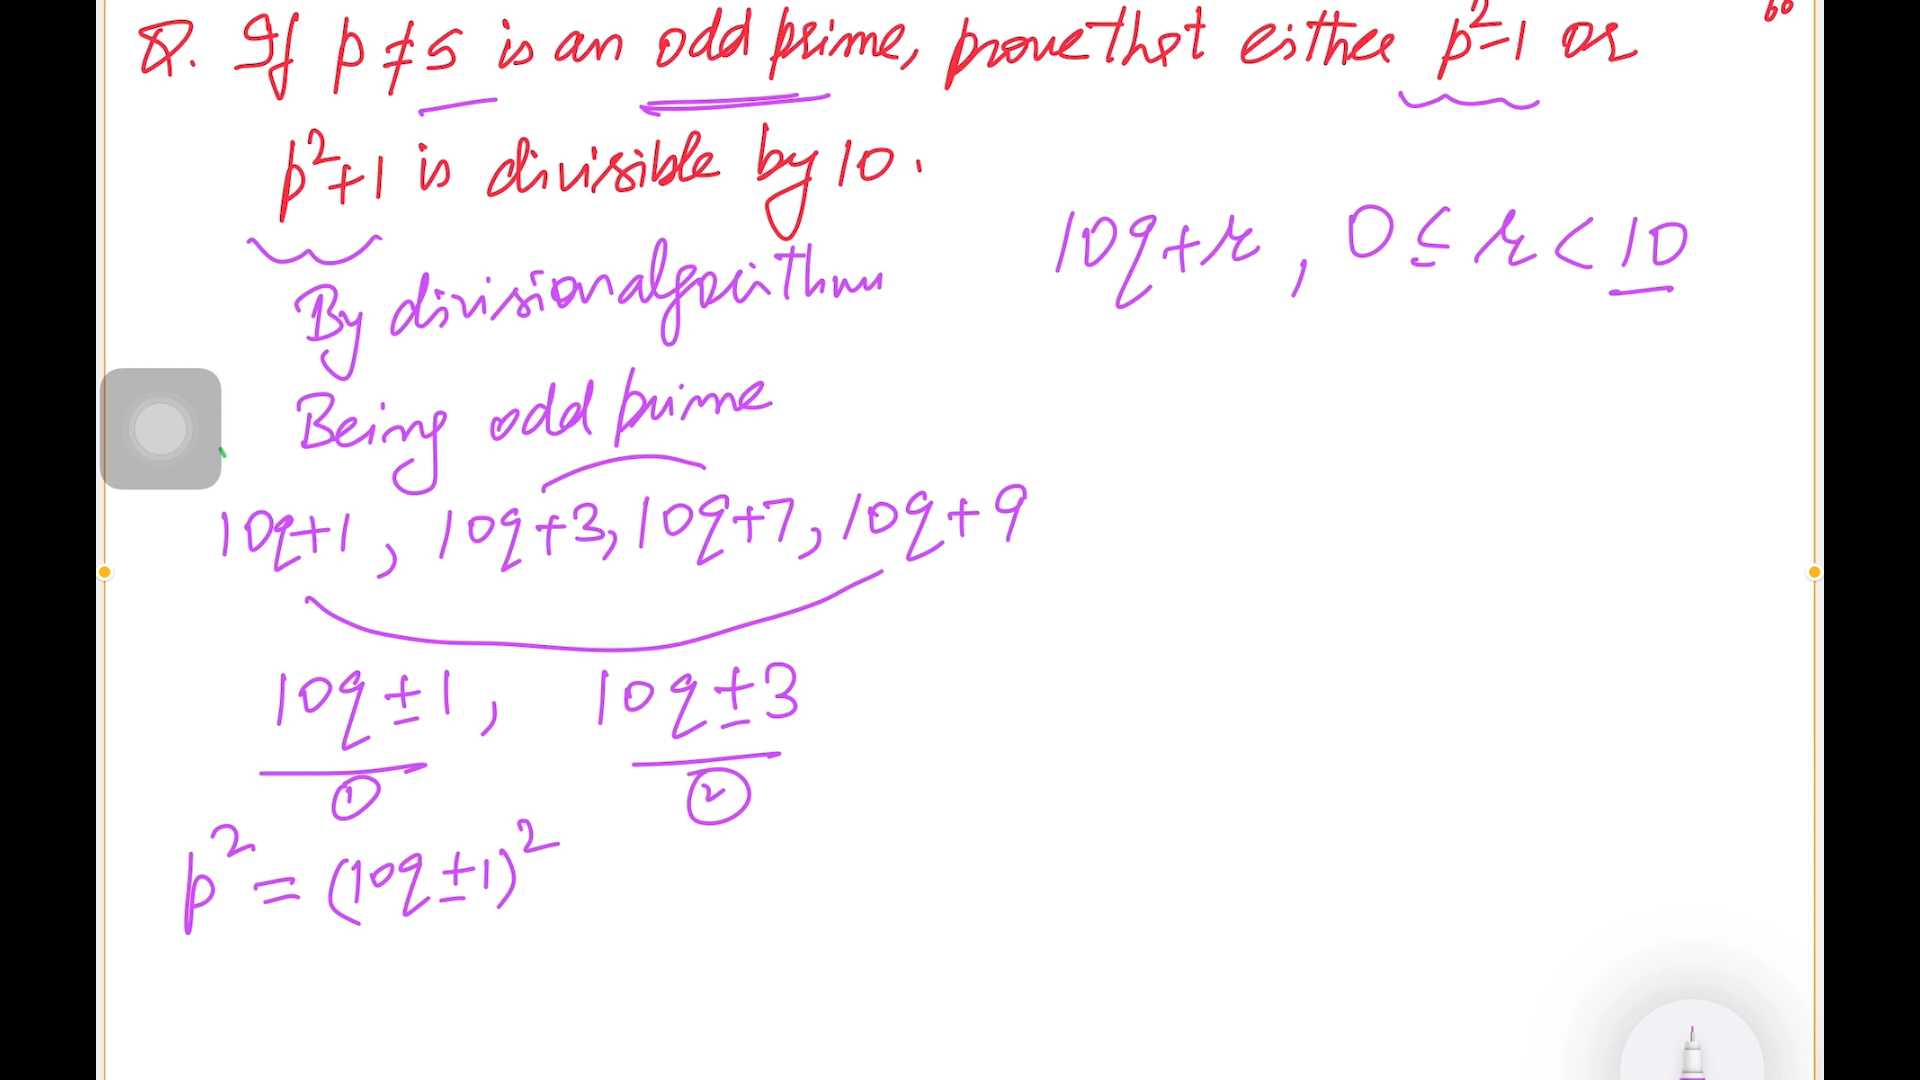 Q. If p ≠ 5 is an odd prime, prove that either p²-1 or
p²+1 is divisible by 10.
10q+r, 0 ≤ r < 10
By division algorithm
Being odd prime
10q+1, 10q+3, 10q+7, 10q+9
10q±1, 10q±3
① ②
p² = (10q±1)²